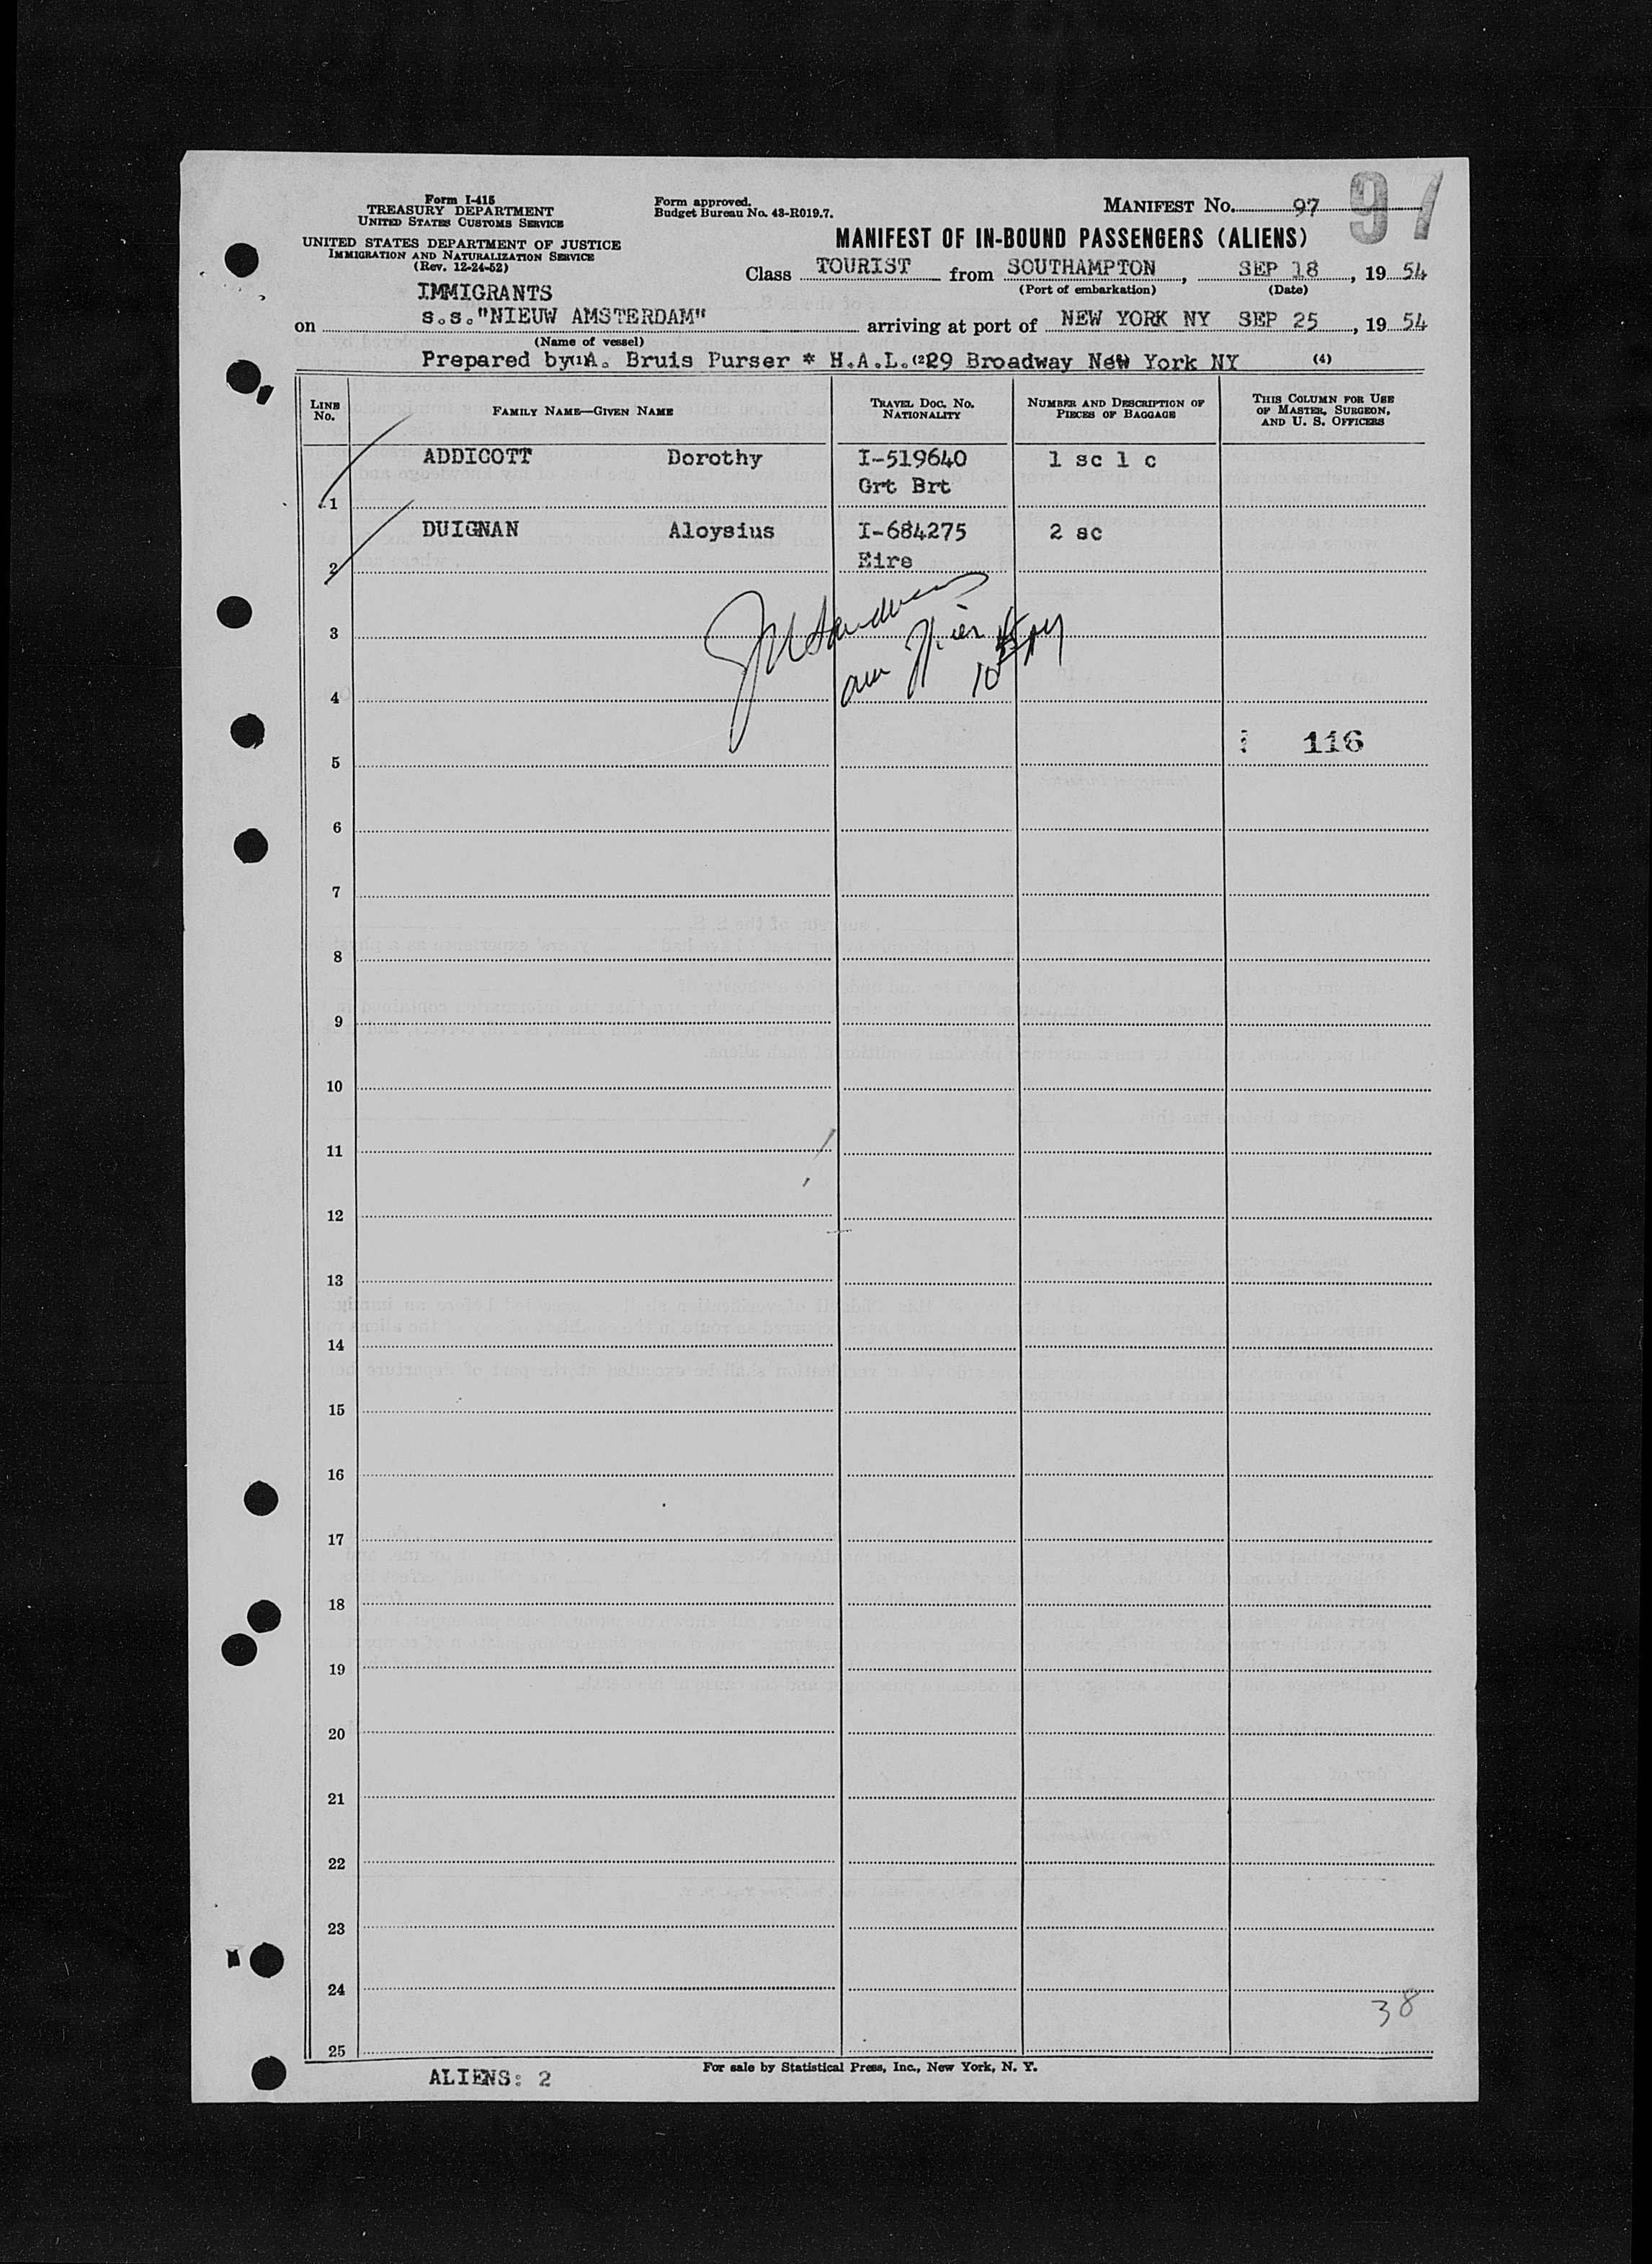 Form I-415
TREASURY DEPARTMENT
UNITED STATES CUSTOMS SERVICE
UNITED STATES DEPARTMENT OF JUSTICE
IMMIGRATION AND NATURALIZATION SERVICE
(Rev. 12-24-52)
Form approved.
Budget Bureau No. 43-R019.7.
MANIFEST No. 97
97
MANIFEST OF IN-BOUND PASSENGERS (ALIENS)
Class TOURIST from SOUTHAMPTON, SEP 18, 19 54
(Port of embarkation) (Date)
IMMIGRANTS
on s.s."NIEUW AMSTERDAM" arriving at port of NEW YORK NY SEP 25, 19 54
(Name of vessel)
Prepared by A. Bruis Purser * H.A.L. (2) 29 Broadway New York NY (4)
LINE No. FAMILY NAME—GIVEN NAME TRAVEL DOC. NO. NATIONALITY NUMBER AND DESCRIPTION OF PIECES OF BAGGAGE THIS COLUMN FOR USE OF MASTER, SURGEON, AND U. S. OFFICERS
ADDICOTT Dorothy I-519640 1 sc 1 c
1 Grt Brt
DUIGNAN Aloysius I-684275 2 sc
2 Eire
3
4
116
5
6
7
8
9
10
11
12
13
14
15
16
17
18
19
20
21
22
23
24
38
25
ALIENS: 2
For sale by Statistical Press, Inc., New York, N. Y.